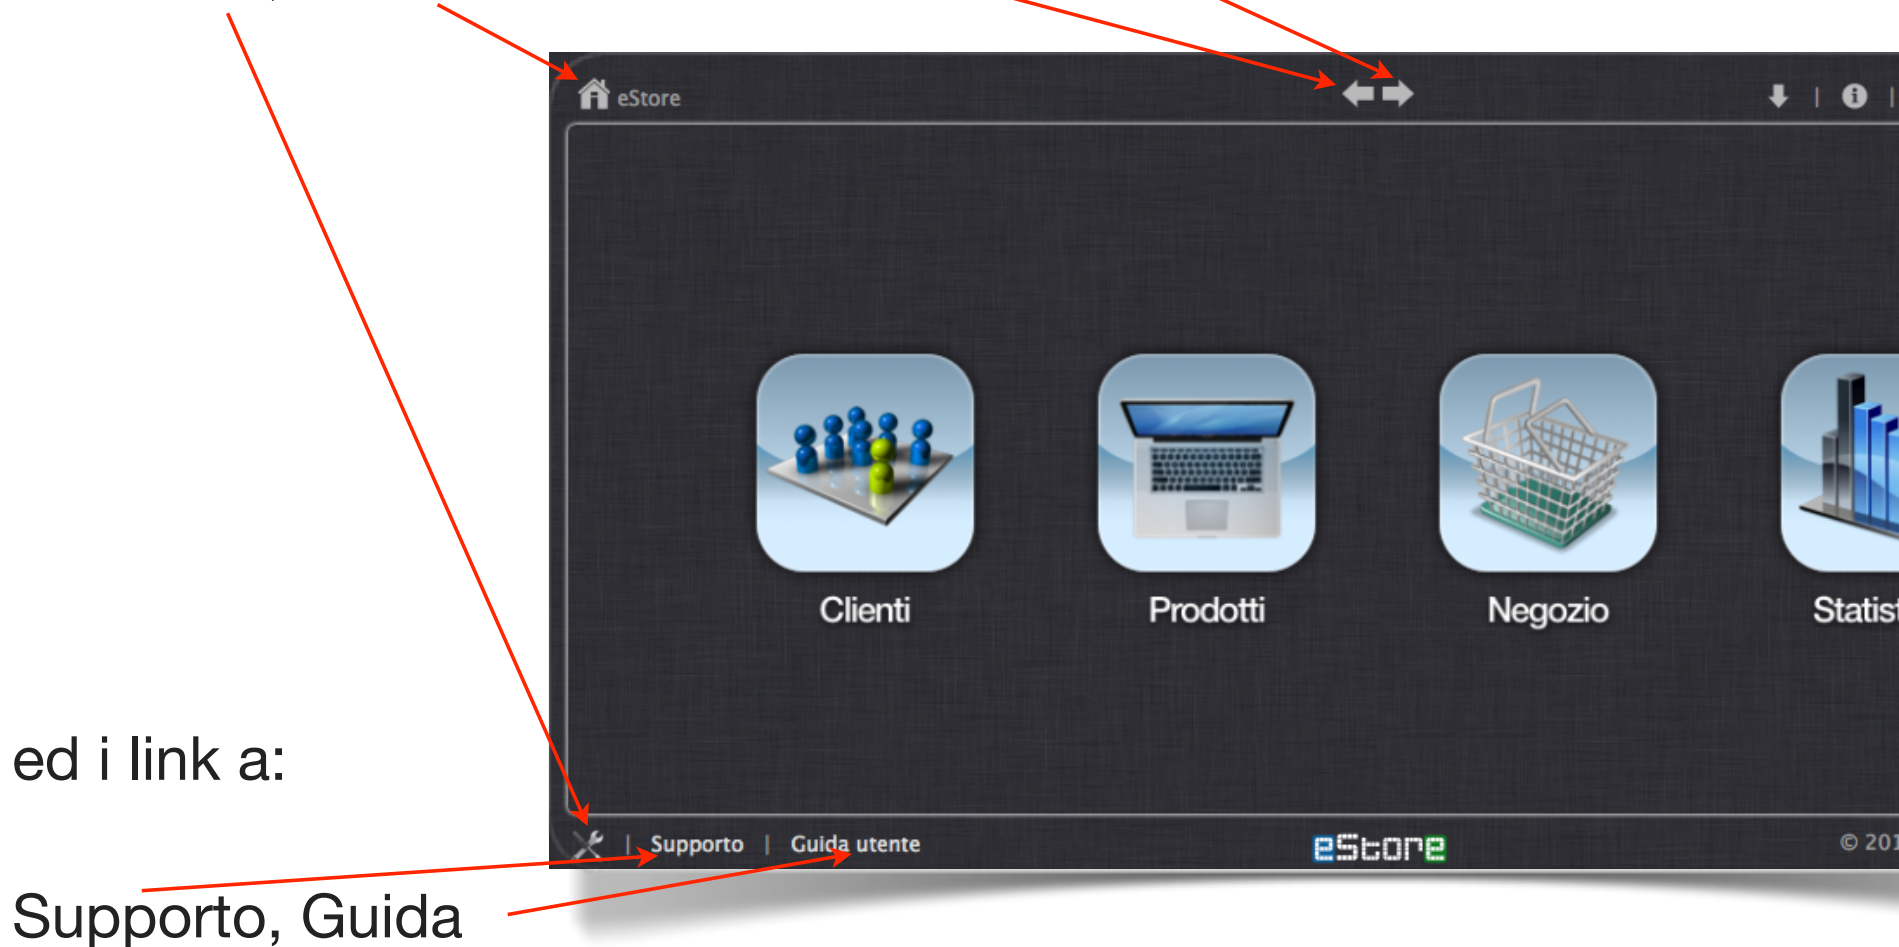 eStore
Clienti
Prodotti
Negozio
ed i link a:
| Supporto | Guida utente
eStore
Supporto, Guida